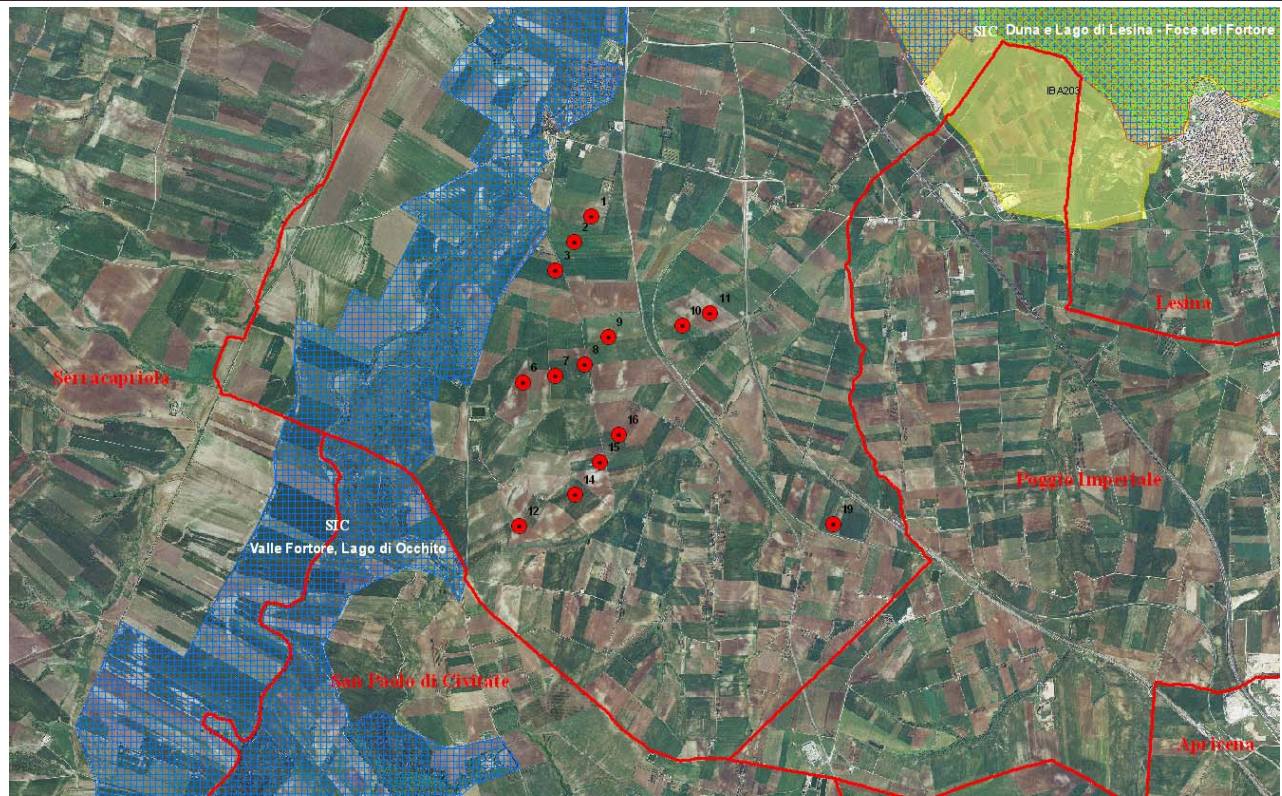 SIC Duna e Lago di Lesina - Foce del Fortore
IBA203
1
2
3
11
10
9
8
7
6
Lesina
Serracapriola
16
15
14
12
19
Poggio Imperiale
SIC
Valle Fortore, Lago di Occhito
San Paolo di Civitate
Apricena